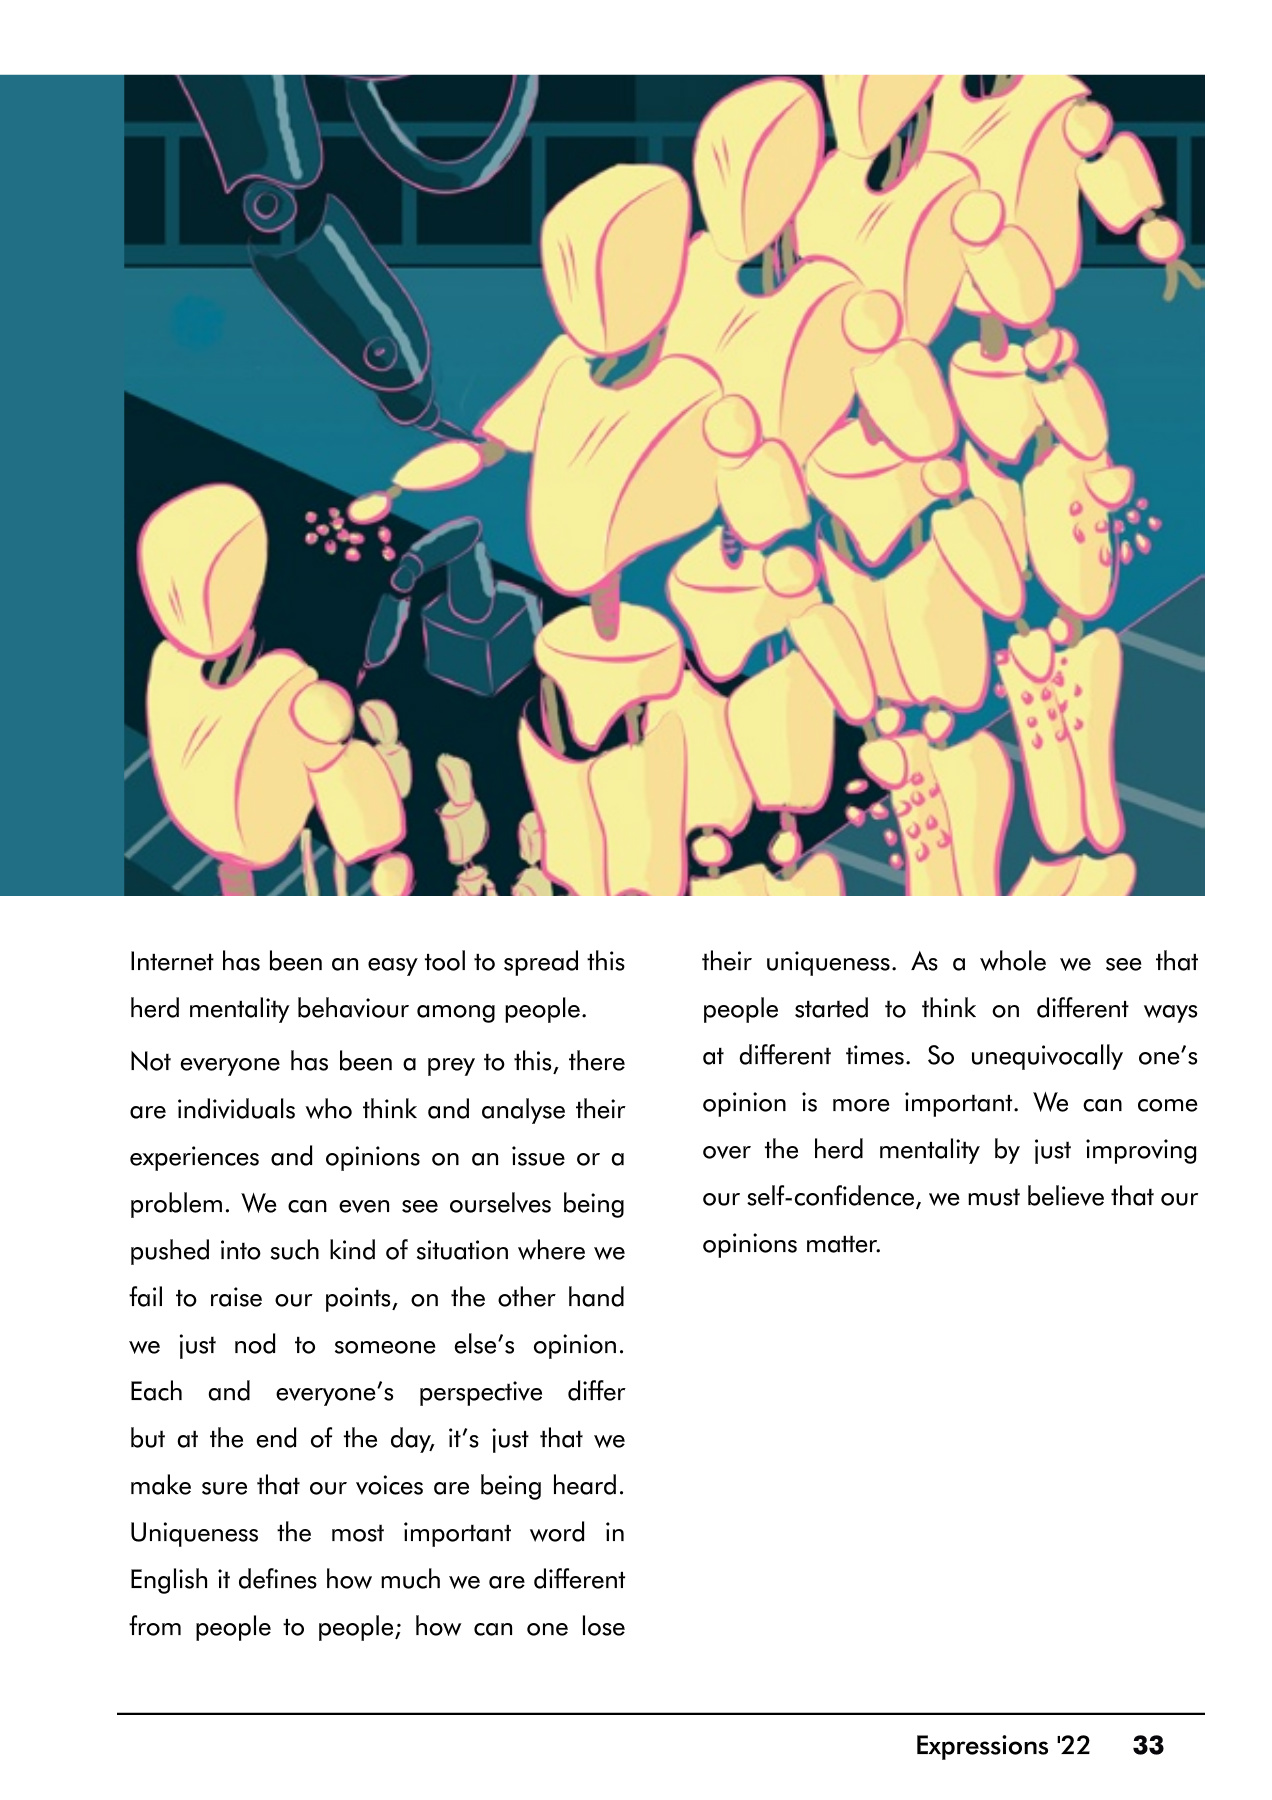 Internet has been an easy tool to spread this
herd mentality behaviour among people.
Not everyone has been a prey to this, there
are individuals who think and analyse their
experiences and opinions on an issue or a
problem. We can even see ourselves being
pushed into such kind of situation where we
fail to raise our points, on the other hand
we just nod to someone else's opinion.
Each and everyone's perspective differ
but at the end of the day, it's just that we
make sure that our voices are being heard.
Uniqueness the most important word in
English it defines how much we are different
from people to people; how can one lose
their uniqueness. As a whole we see that
people started to think on different ways
at different times. So unequivocally one's
opinion is more important. We can come
over the herd mentality by just improving
our self-confidence, we must believe that our
opinions matter.
Expressions '22 33